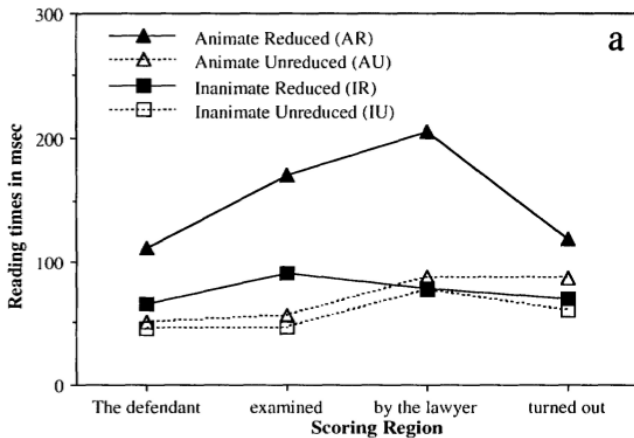 300
a
Animate Reduced (AR)
Animate Unreduced (AU)
Inanimate Reduced (IR)
Inanimate Unreduced (IU)
200
100
0
Reading times in msec
The defendant examined by the lawyer turned out
Scoring Region